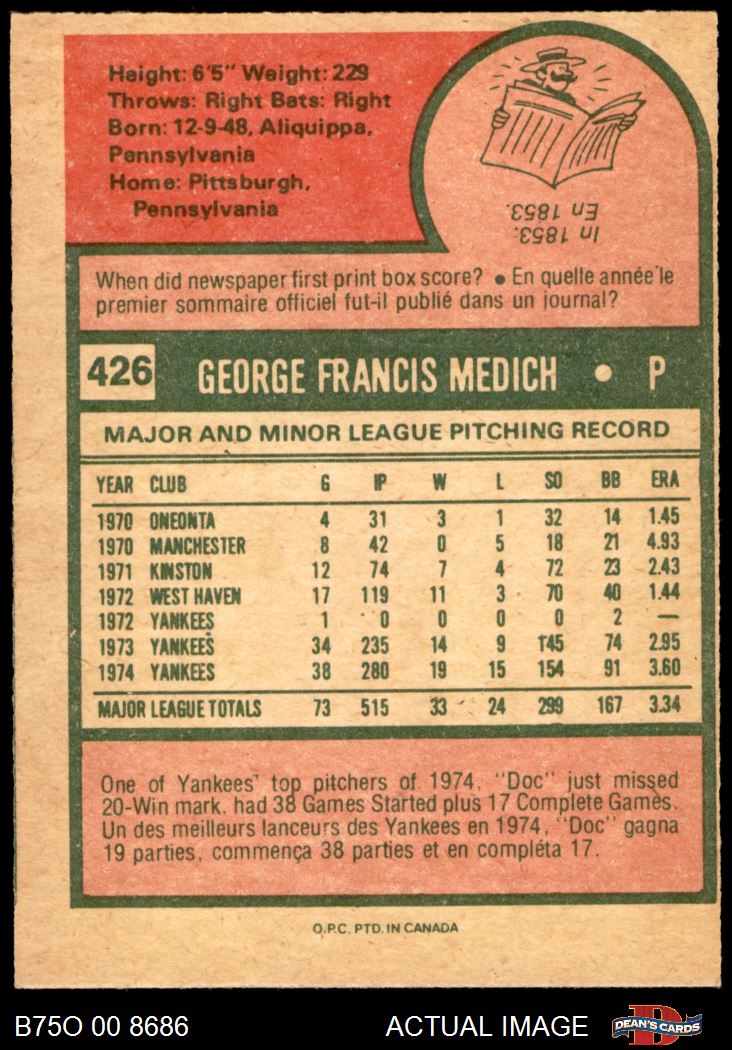 Height: 6'5" Weight: 229
Throws: Right Bats: Right
Born: 12-9-48, Aliquippa,
Pennsylvania
Home: Pittsburgh,
Pennsylvania
In 1853.
En 1853.
When did newspaper first print box score? • En quelle année le
premier sommaire officiel fut-il publié dans un journal?
426 GEORGE FRANCIS MEDICH • P
MAJOR AND MINOR LEAGUE PITCHING RECORD
YEAR CLUB G IP W L SO BB ERA
1970 ONEONTA 4 31 3 1 32 14 1.45
1970 MANCHESTER 8 42 0 5 18 21 4.93
1971 KINSTON 12 74 7 4 72 23 2.43
1972 WEST HAVEN 17 119 11 3 70 40 1.44
1972 YANKEES 1 0 0 0 0 2 —
1973 YANKEES 34 235 14 9 145 74 2.95
1974 YANKEES 38 280 19 15 154 91 3.60
MAJOR LEAGUE TOTALS 73 515 33 24 299 167 3.34
One of Yankees' top pitchers of 1974, "Doc" just missed
20-Win mark, had 38 Games Started plus 17 Complete Games.
Un des meilleurs lanceurs des Yankees en 1974, "Doc" gagna
19 parties, commença 38 parties et en compléta 17.
O.P.C. PTD. IN CANADA
B75O 00 8686 ACTUAL IMAGE DEAN'S CARDS